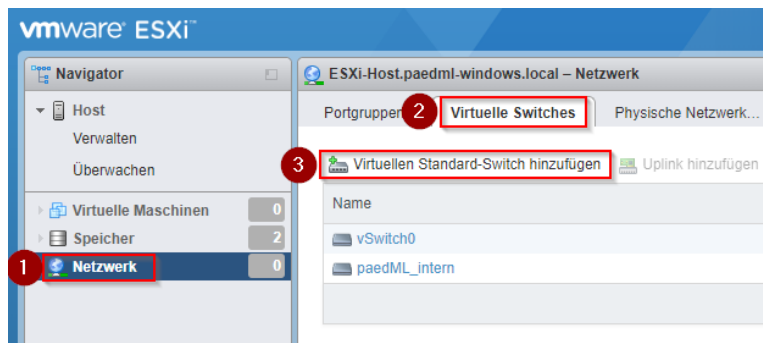 vmware ESXi™
Navigator
ESXi-Host.paedml-windows.local – Netzwerk
Host
Verwalten
Überwachen
Virtuelle Maschinen 0
Speicher 2
1 Netzwerk 0
Portgruppen 2 Virtuelle Switches Physische Netzwerk...
3 Virtuellen Standard-Switch hinzufügen Uplink hinzufügen
Name
vSwitch0
paedML_intern